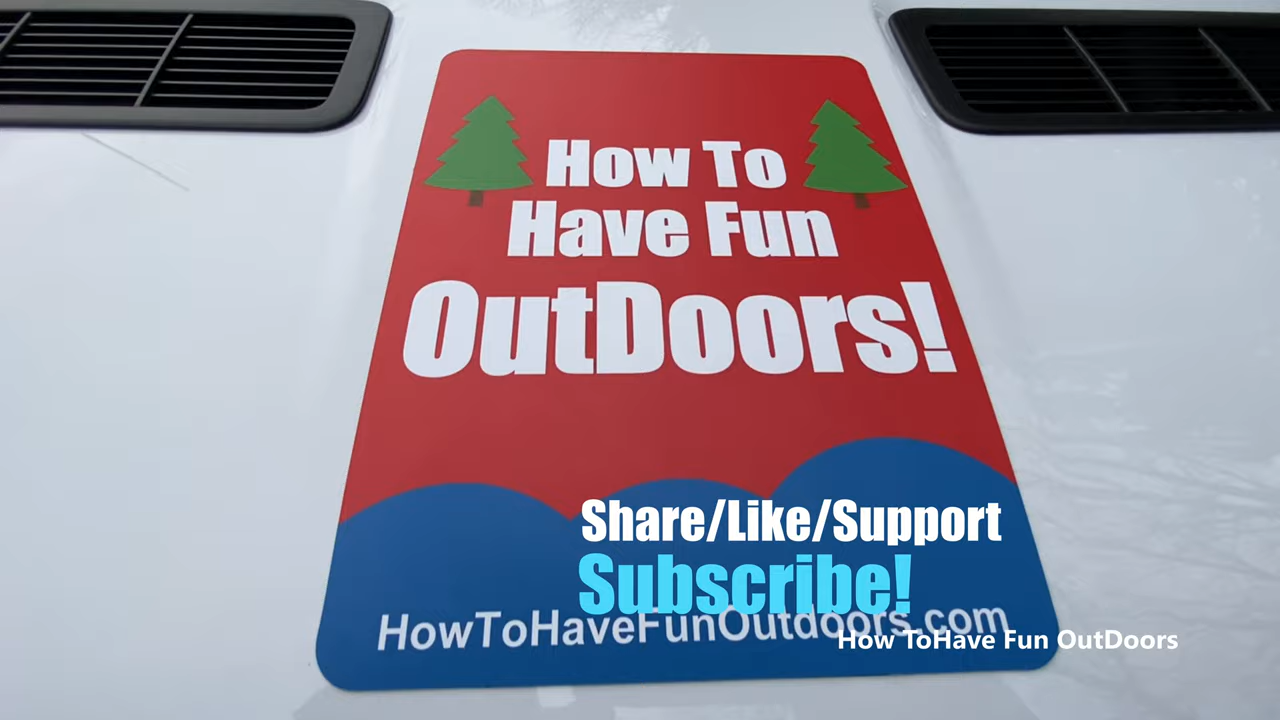 How To
Have Fun
OutDoors!
Share/Like/Support
Subscribe!
HowToHaveFunOutdoors.com
How ToHave Fun OutDoors